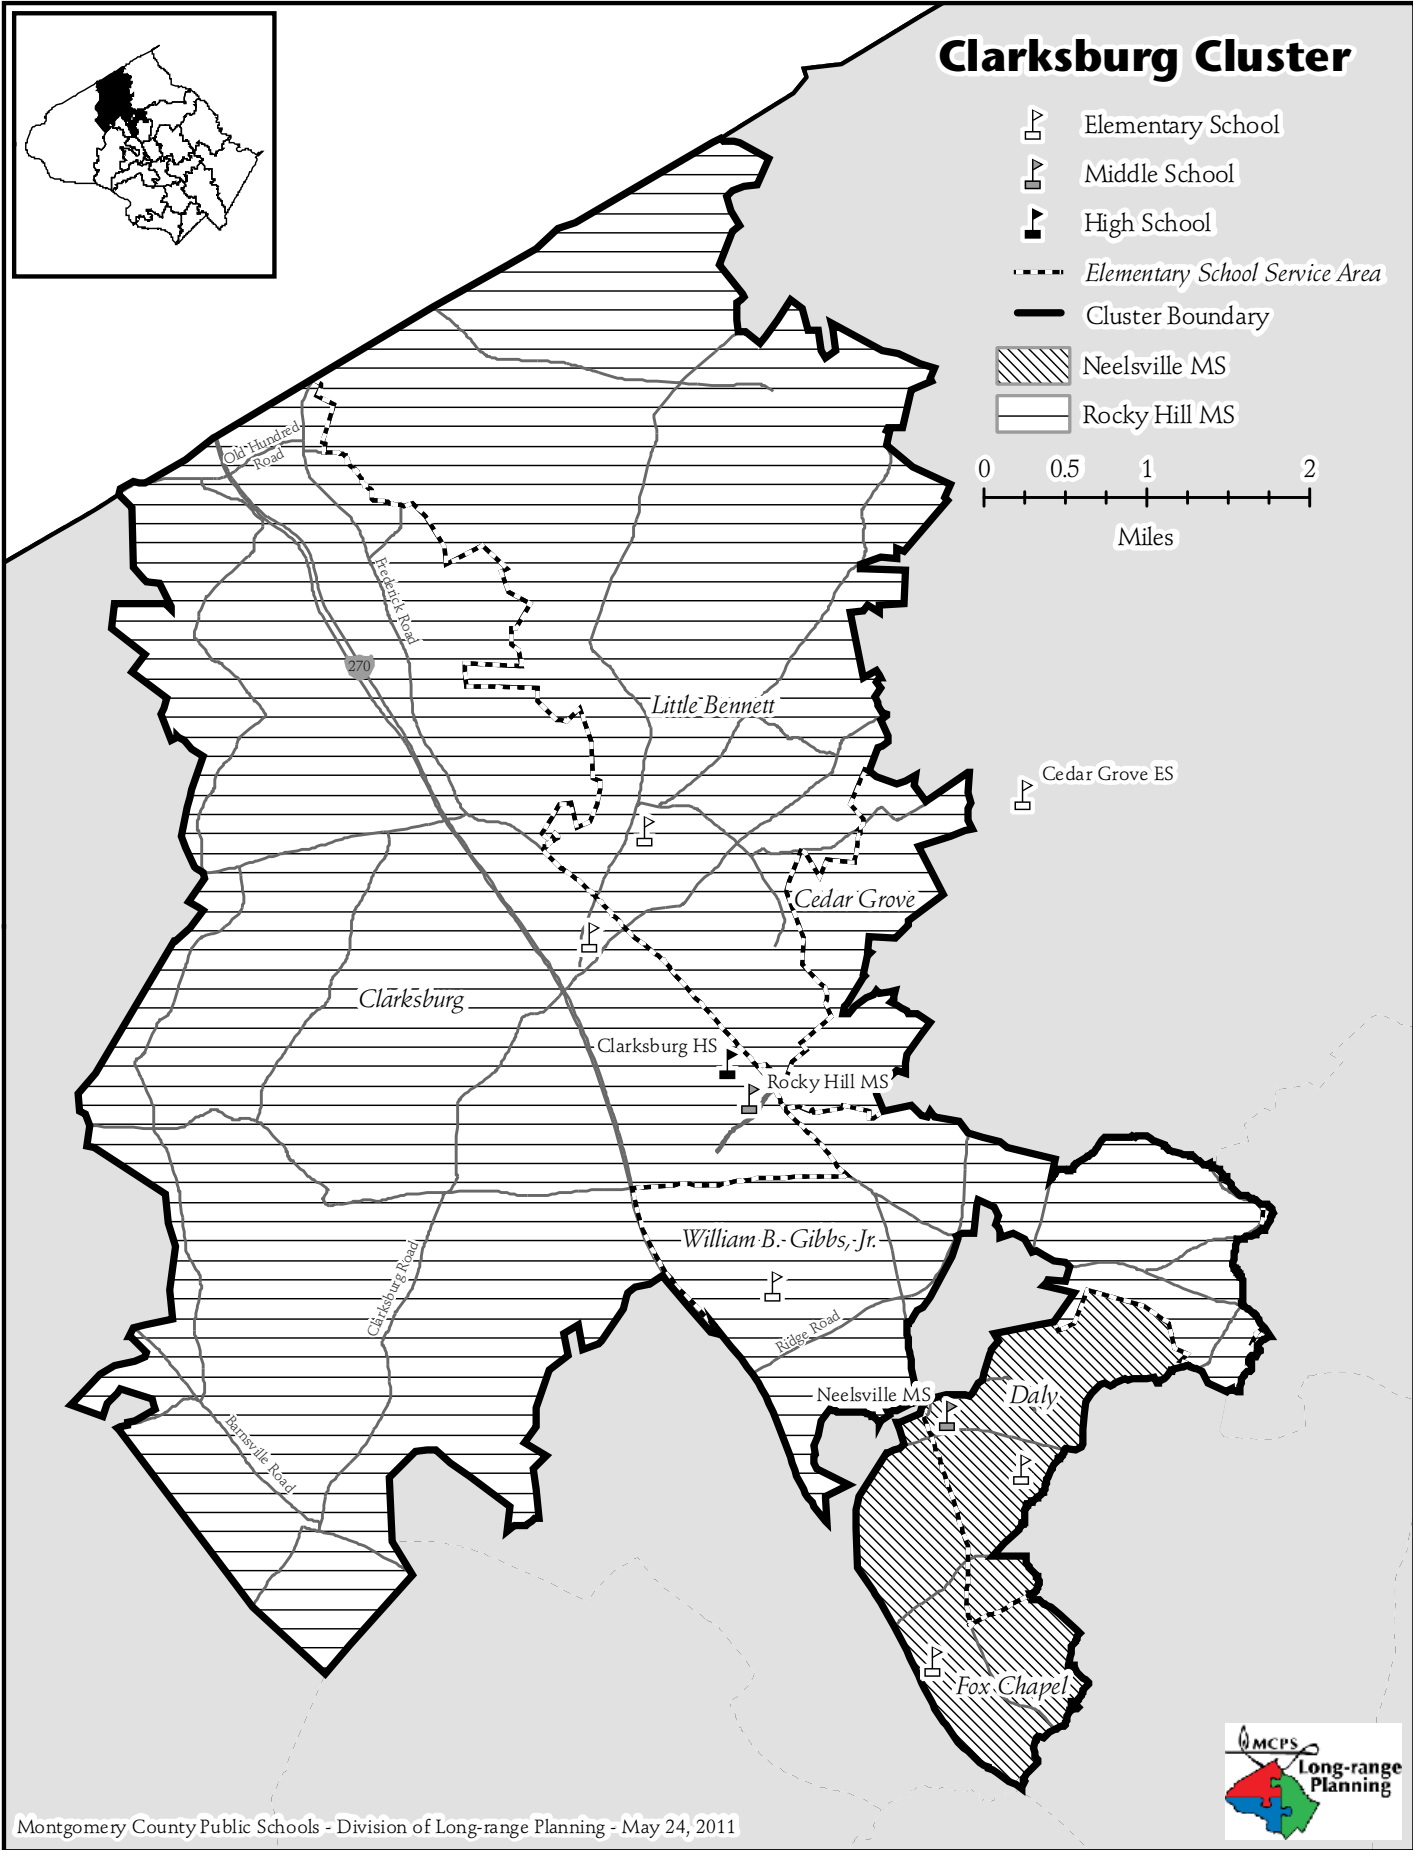 Clarksburg Cluster
Elementary School
Middle School
High School
Elementary School Service Area
Cluster Boundary
Neelsville MS
Rocky Hill MS
0 0.5 1 2
Miles
Old Hundred
Road
Frederick Road
270
Little Bennett
Cedar Grove ES
Cedar Grove
Clarksburg
Clarksburg HS
Rocky Hill MS
William B. Gibbs, Jr.
Clarksburg Road
Ridge Road
Neelsville MS
Daly
Barnsville Road
Fox Chapel
MCPS
Long-range
Planning
Montgomery County Public Schools - Division of Long-range Planning - May 24, 2011